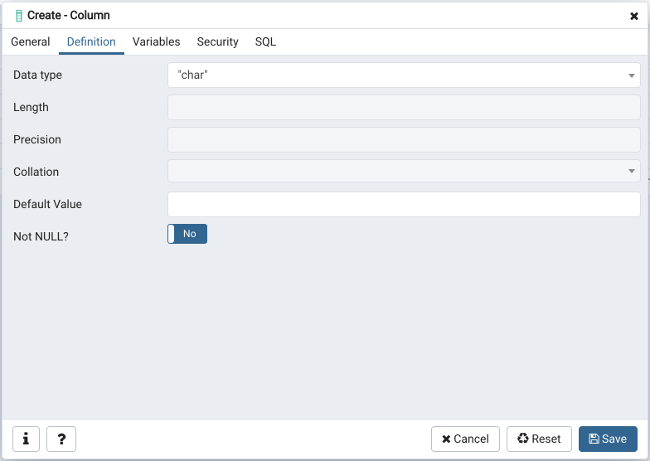 Create - Column
General Definition Variables Security SQL
Data type "char"
Length
Precision
Collation
Default Value
Not NULL? No
i ? Cancel Reset Save